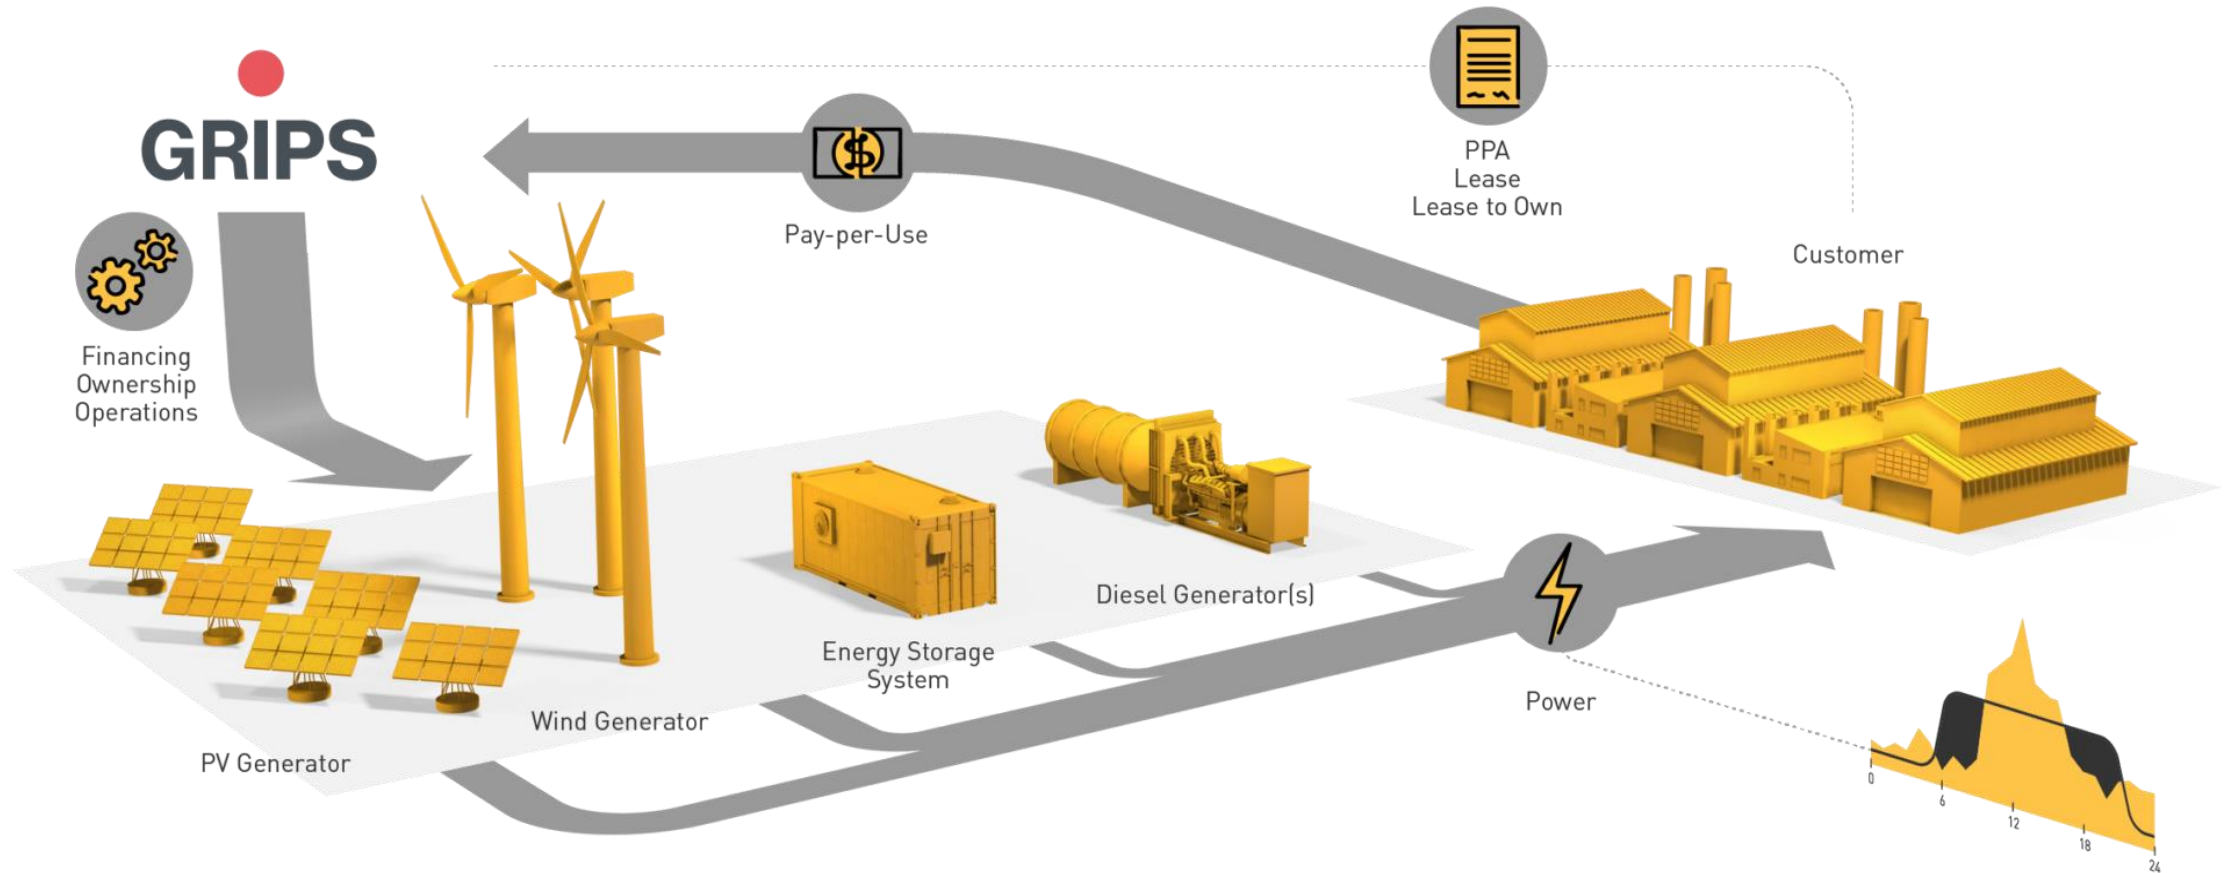 GRIPS
Financing
Ownership
Operations
Pay-per-Use
PPA
Lease
Lease to Own
Customer
PV Generator
Wind Generator
Energy Storage
System
Diesel Generator(s)
Power
0
6
12
18
24